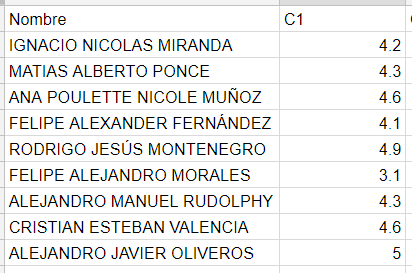 Nombre C1
IGNACIO NICOLAS MIRANDA 4.2
MATIAS ALBERTO PONCE 4.3
ANA POULETTE NICOLE MUÑOZ 4.6
FELIPE ALEXANDER FERNÁNDEZ 4.1
RODRIGO JESÚS MONTENEGRO 4.9
FELIPE ALEJANDRO MORALES 3.1
ALEJANDRO MANUEL RUDOLPHY 4.3
CRISTIAN ESTEBAN VALENCIA 4.6
ALEJANDRO JAVIER OLIVEROS 5